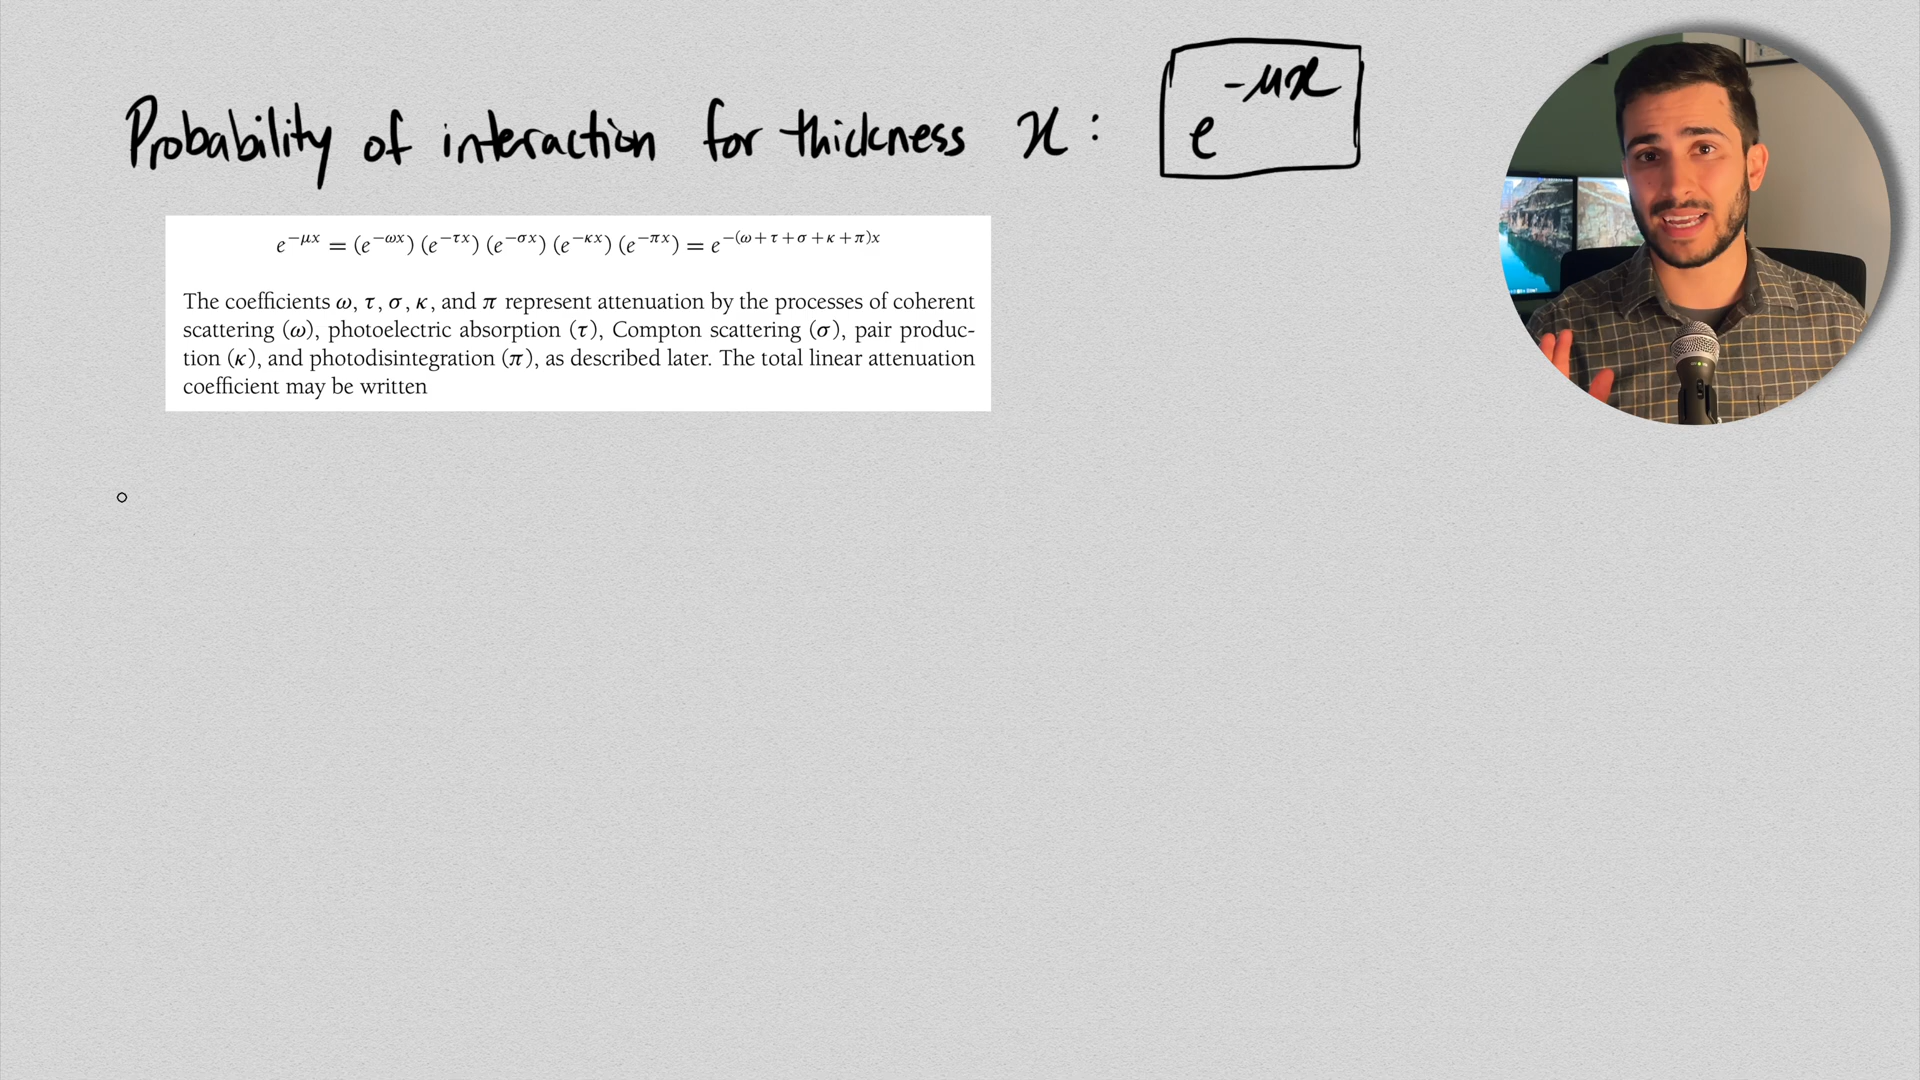 Probability of interaction for thickness x: e^{-μx}
e^{−μx} = (e^{−ωx}) (e^{−τx}) (e^{−σx}) (e^{−κx}) (e^{−πx}) = e^{−(ω+τ+σ+κ+π)x}
The coefficients ω, τ, σ, κ, and π represent attenuation by the processes of coherent
scattering (ω), photoelectric absorption (τ), Compton scattering (σ), pair produc-
tion (κ), and photodisintegration (π), as described later. The total linear attenuation
coefficient may be written